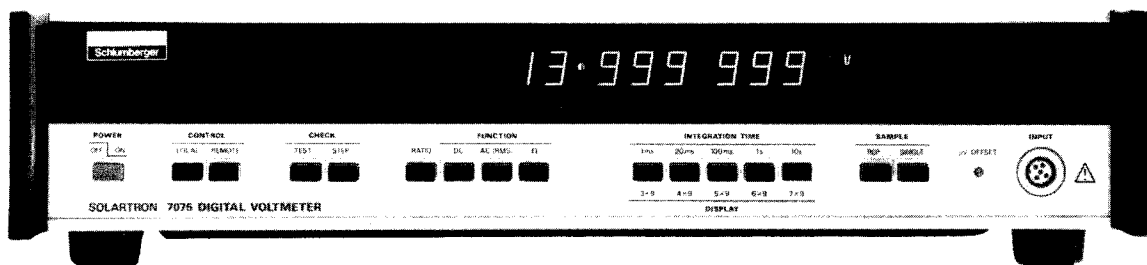 Schlumberger
13.999 999 V
POWER CONTROL CHECK FUNCTION INTEGRATION TIME SAMPLE INPUT
OFF ON LOCAL REMOTE TEST STEP RATIO DC AC (RMS) Ω 1ms 20ms 100ms 1s 10s REP SINGLE μV OFFSET
3×9 4×9 5×9 6×9 7×9
SOLARTRON 7075 DIGITAL VOLTMETER DISPLAY